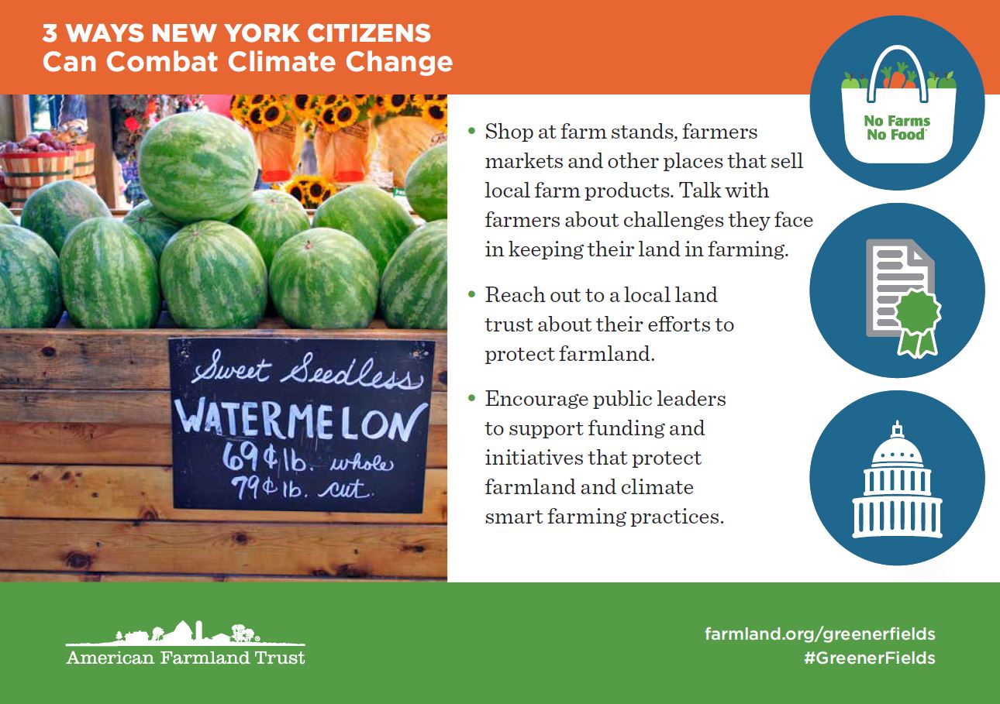 3 WAYS NEW YORK CITIZENS
Can Combat Climate Change
Sweet Seedless
WATERMELON
69¢ lb. whole
79¢ lb. cut.
• Shop at farm stands, farmers
markets and other places that sell
local farm products. Talk with
farmers about challenges they face
in keeping their land in farming.
• Reach out to a local land
trust about their efforts to
protect farmland.
• Encourage public leaders
to support funding and
initiatives that protect
farmland and climate
smart farming practices.
No Farms
No Food
American Farmland Trust
farmland.org/greenerfields
#GreenerFields